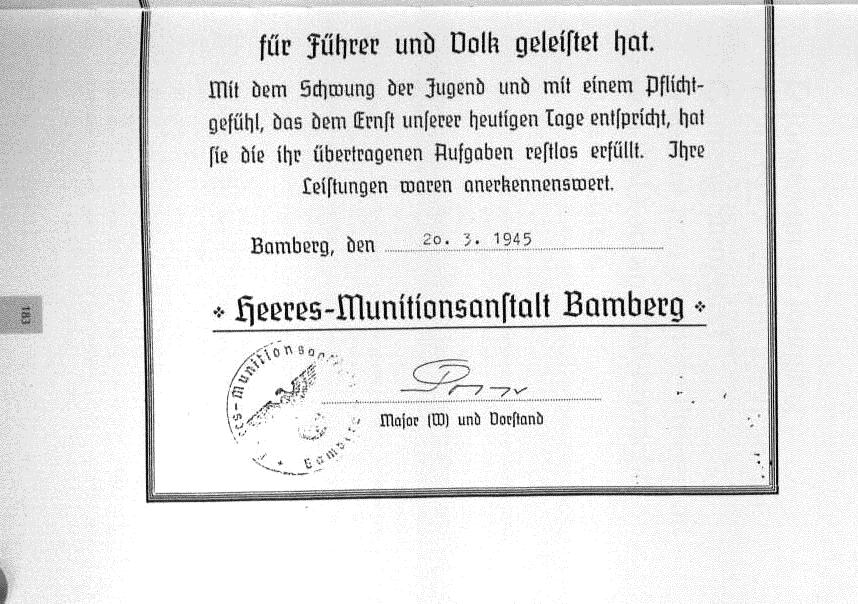 für Führer und Volk geleiſtet hat.
Mit dem Schwung der Jugend und mit einem Pflicht-
gefühl, das dem Ernſt unſerer heutigen Tage entſpricht, hat
ſie die ihr übertragenen Aufgaben reſtlos erfüllt. Ihre
Leiſtungen waren anerkennenswert.
Bamberg, den 20. 3. 1945
Heeres-Munitionsanſtalt Bamberg
Major (W) und Vorſtand
Bamberg
183